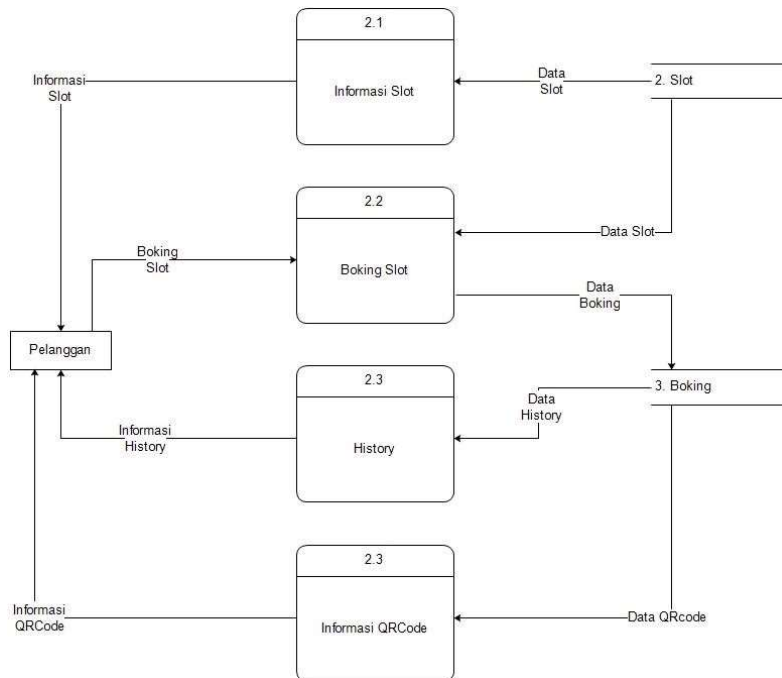 2.1
Informasi
Slot
Informasi Slot
Data
Slot
2. Slot
2.2
Boking
Slot
Boking Slot
Data Slot
Data
Boking
Pelanggan
2.3
3. Boking
Data
History
Informasi
History
History
2.3
Informasi
QRCode
Informasi QRCode
Data QRcode